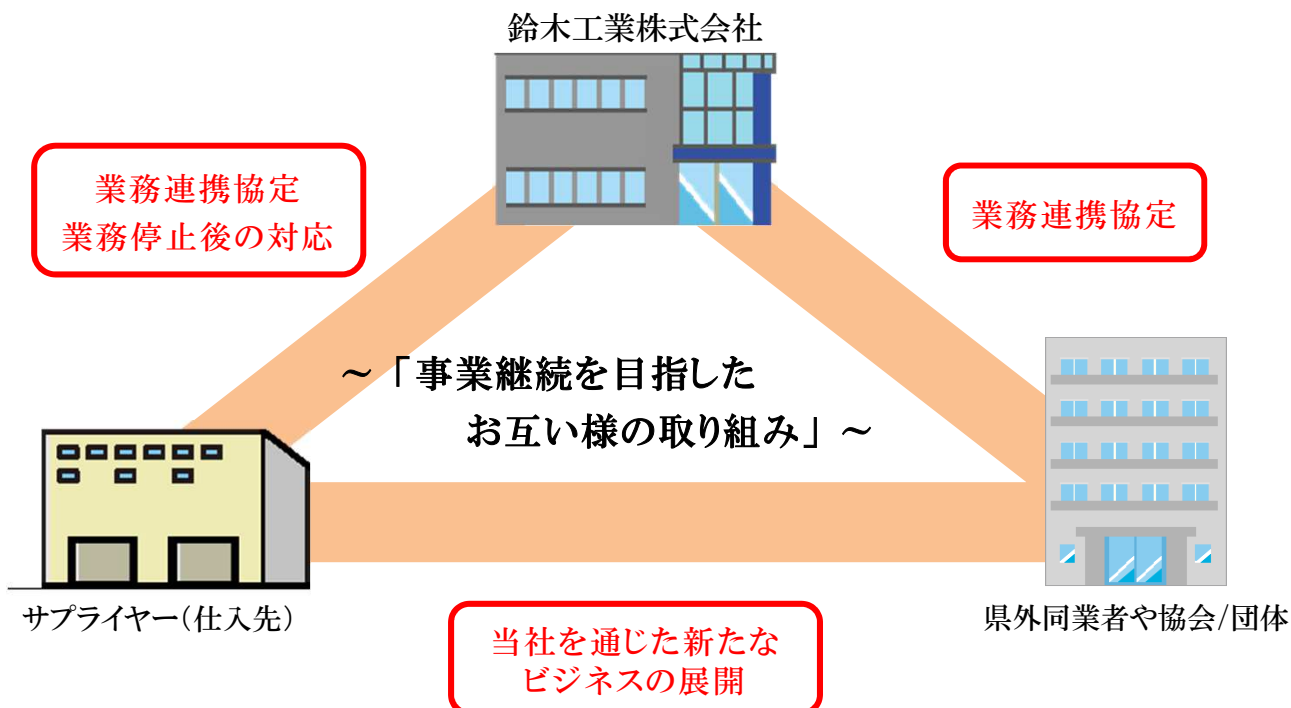 鈴木工業株式会社
業務連携協定
業務停止後の対応
業務連携協定
～「事業継続を目指した
お互い様の取り組み」～
サプライヤー(仕入先)
県外同業者や協会/団体
当社を通じた新たな
ビジネスの展開